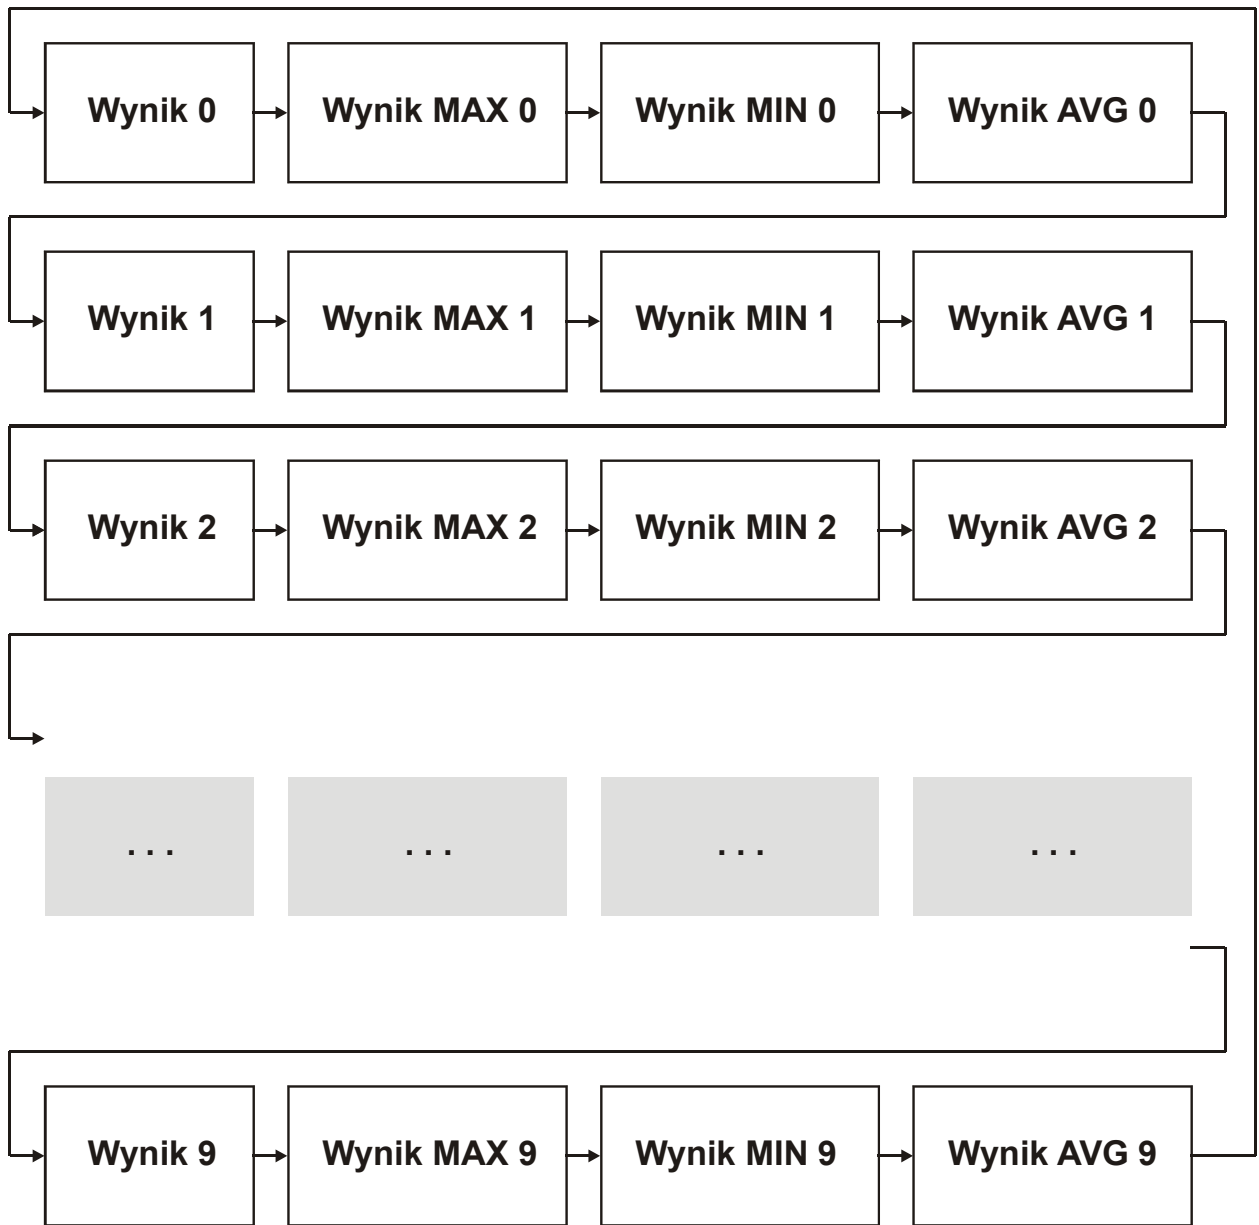 Wynik 0 Wynik MAX 0 Wynik MIN 0 Wynik AVG 0
Wynik 1 Wynik MAX 1 Wynik MIN 1 Wynik AVG 1
Wynik 2 Wynik MAX 2 Wynik MIN 2 Wynik AVG 2
. . . . . . . . . . . .
Wynik 9 Wynik MAX 9 Wynik MIN 9 Wynik AVG 9